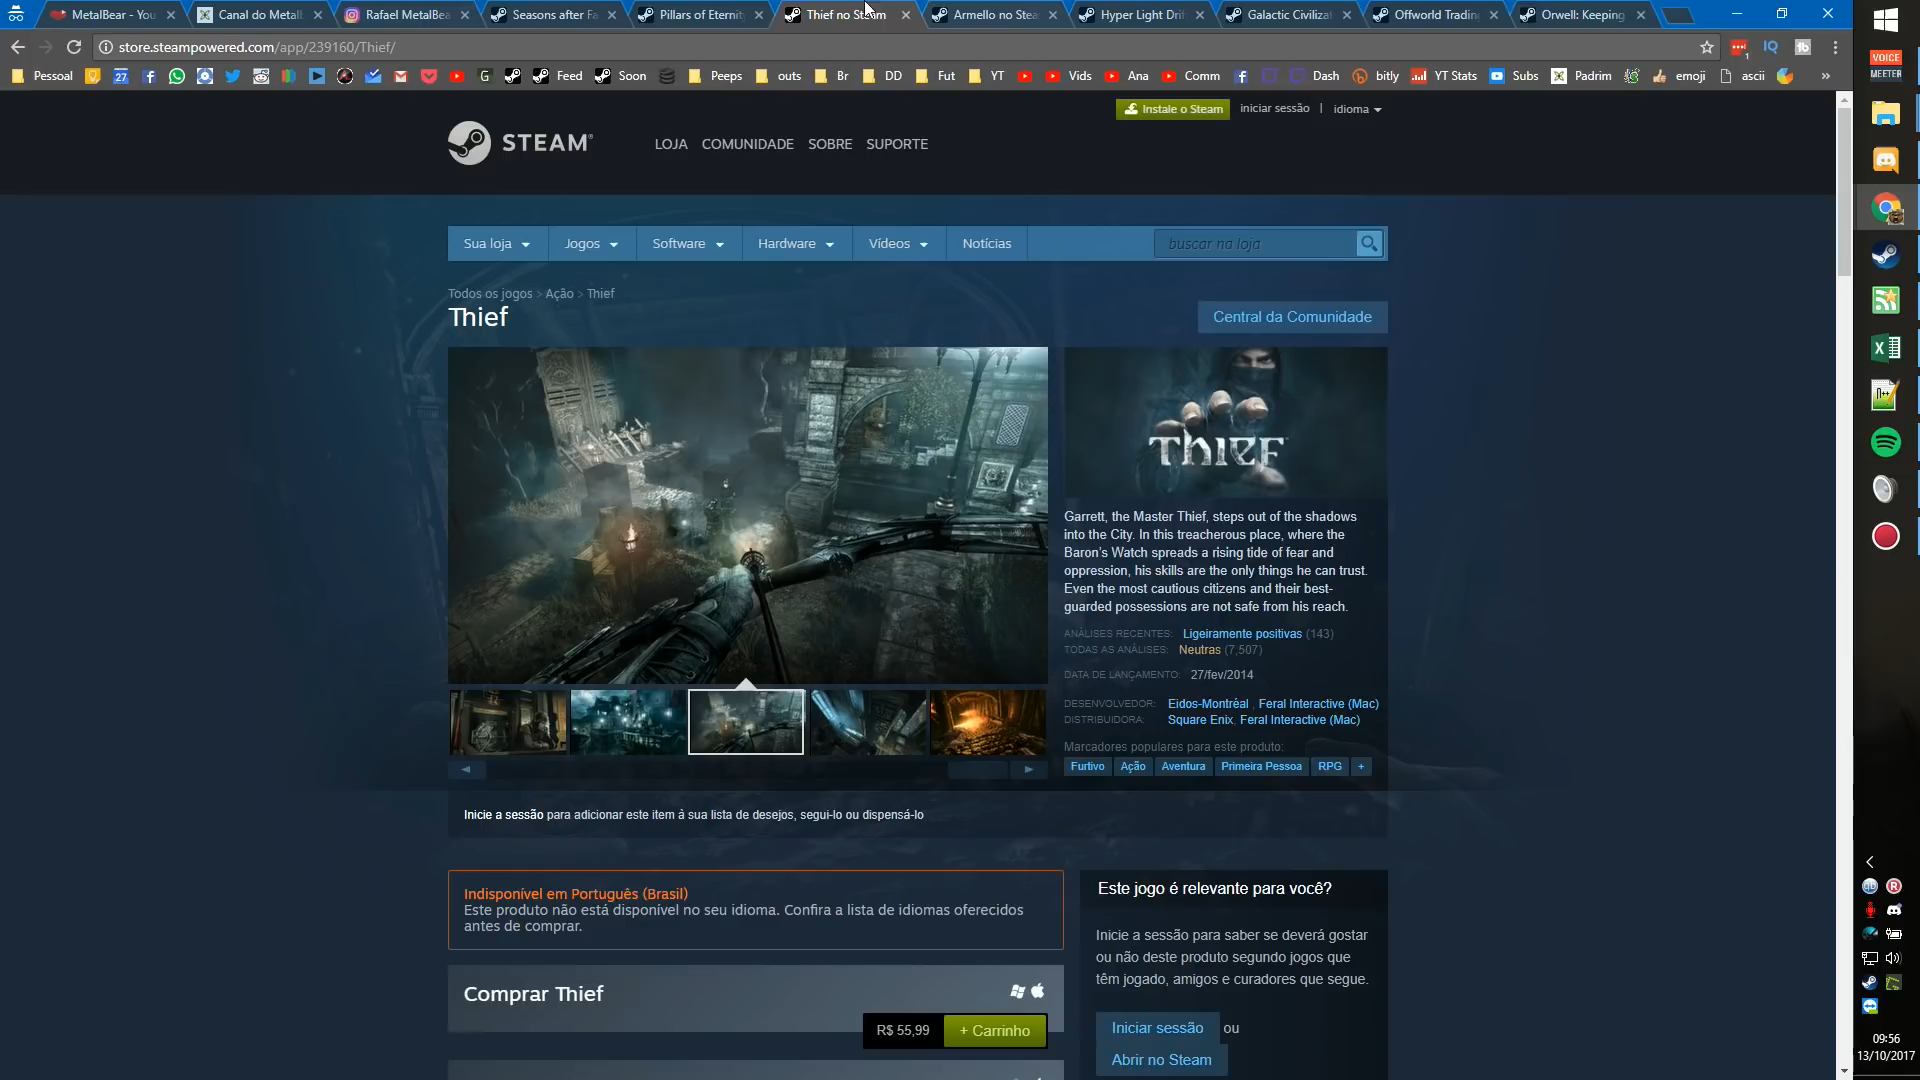 MetalBear - You
Canal do Metal
Rafael MetalBea
Seasons after Fa
Pillars of Eternity
Thief no Steam
Armello no Stea
Hyper Light Drif
Galactic Civiliza
Offworld Tradin
Orwell: Keeping
store.steampowered.com/app/239160/Thief/
Pessoal
27
G
Feed
Soon
Peeps
outs
Br
DD
Fut
YT
Vids
Ana
Comm
Dash
bitly
YT Stats
Subs
Padrim
emoji
ascii
»
VOICE
MEETER
Instale o Steam
iniciar sessão | idioma
STEAM®
LOJA COMUNIDADE SOBRE SUPORTE
Sua loja
Jogos
Software
Hardware
Vídeos
Notícias
buscar na loja
Todos os jogos > Ação > Thief
Thief
Central da Comunidade
THIEF
Garrett, the Master Thief, steps out of the shadows
into the City. In this treacherous place, where the
Baron's Watch spreads a rising tide of fear and
oppression, his skills are the only things he can trust.
Even the most cautious citizens and their best-
guarded possessions are not safe from his reach.
ANÁLISES RECENTES: Ligeiramente positivas (143)
TODAS AS ANÁLISES: Neutras (7,507)
DATA DE LANÇAMENTO: 27/fev/2014
DESENVOLVEDOR: Eidos-Montréal , Feral Interactive (Mac)
DISTRIBUIDORA: Square Enix, Feral Interactive (Mac)
Marcadores populares para este produto:
Furtivo
Ação
Aventura
Primeira Pessoa
RPG
+
Inicie a sessão para adicionar este item à sua lista de desejos, segui-lo ou dispensá-lo
Indisponível em Português (Brasil)
Este produto não está disponível no seu idioma. Confira a lista de idiomas oferecidos
antes de comprar.
Comprar Thief
R$ 55,99
+ Carrinho
Este jogo é relevante para você?
Inicie a sessão para saber se deverá gostar
ou não deste produto segundo jogos que
têm jogado, amigos e curadores que segue.
Iniciar sessão ou
Abrir no Steam
09:56
13/10/2017